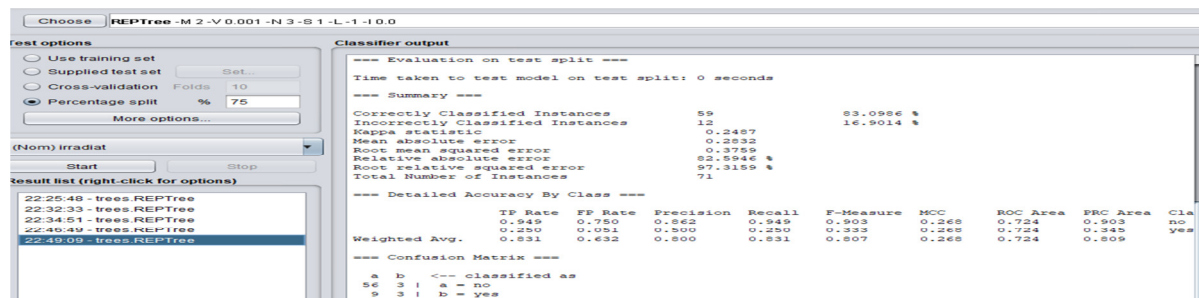 Choose REPTree -M 2 -V 0.001 -N 3 -S 1 -L -1 -I 0.0
Test options
Use training set
Supplied test set Set...
Cross-validation Folds 10
Percentage split % 75
More options...
(Nom) irradiat
Start Stop
Result list (right-click for options)
22:25:48 - trees.REPTree
22:32:33 - trees.REPTree
22:34:51 - trees.REPTree
22:46:49 - trees.REPTree
22:49:09 - trees.REPTree
Classifier output
=== Evaluation on test split ===
Time taken to test model on test split: 0 seconds
=== Summary ===
Correctly Classified Instances 59 83.0986 %
Incorrectly Classified Instances 12 16.9014 %
Kappa statistic 0.2487
Mean absolute error 0.2832
Root mean squared error 0.3759
Relative absolute error 82.5946 %
Root relative squared error 97.3159 %
Total Number of Instances 71
=== Detailed Accuracy By Class ===
TP Rate FP Rate Precision Recall F-Measure MCC ROC Area PRC Area Cla
0.949 0.750 0.862 0.949 0.903 0.268 0.724 0.903 no
0.250 0.051 0.500 0.250 0.333 0.268 0.724 0.345 yes
Weighted Avg. 0.831 0.632 0.800 0.831 0.807 0.268 0.724 0.809
=== Confusion Matrix ===
a b <-- classified as
56 3 | a = no
9 3 | b = yes